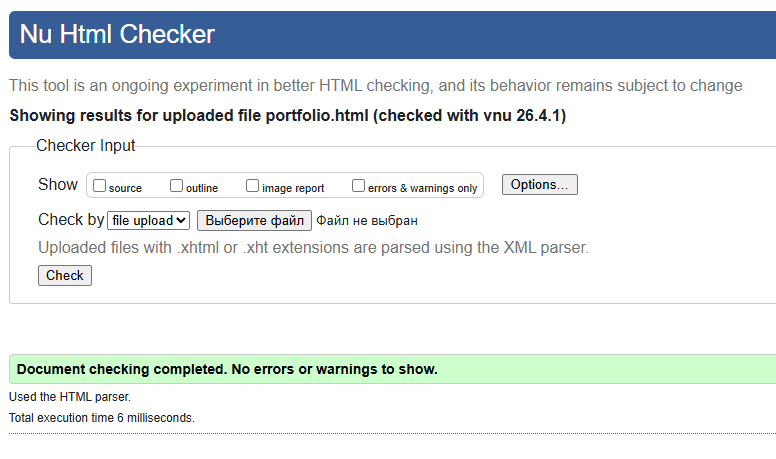 Nu Html Checker
This tool is an ongoing experiment in better HTML checking, and its behavior remains subject to change
Showing results for uploaded file portfolio.html (checked with vnu 26.4.1)
Checker Input
Show source outline image report errors & warnings only Options...
Check by file upload Выберите файл Файл не выбран
Uploaded files with .xhtml or .xht extensions are parsed using the XML parser.
Check
Document checking completed. No errors or warnings to show.
Used the HTML parser.
Total execution time 6 milliseconds.